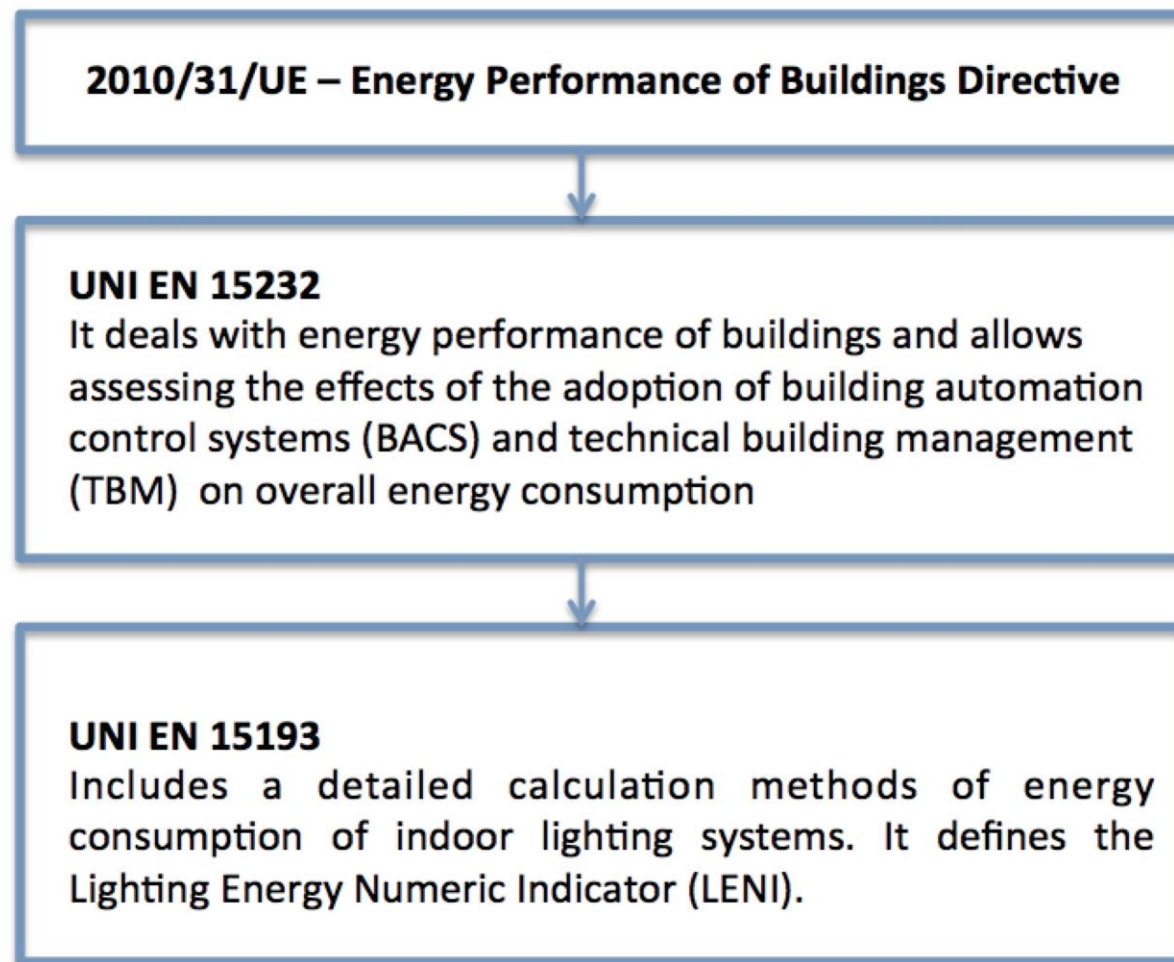 2010/31/UE – Energy Performance of Buildings Directive
UNI EN 15232
It deals with energy performance of buildings and allows
assessing the effects of the adoption of building automation
control systems (BACS) and technical building management
(TBM)  on overall energy consumption
UNI EN 15193
Includes a detailed calculation methods of energy
consumption of indoor lighting systems. It defines the
Lighting Energy Numeric Indicator (LENI).